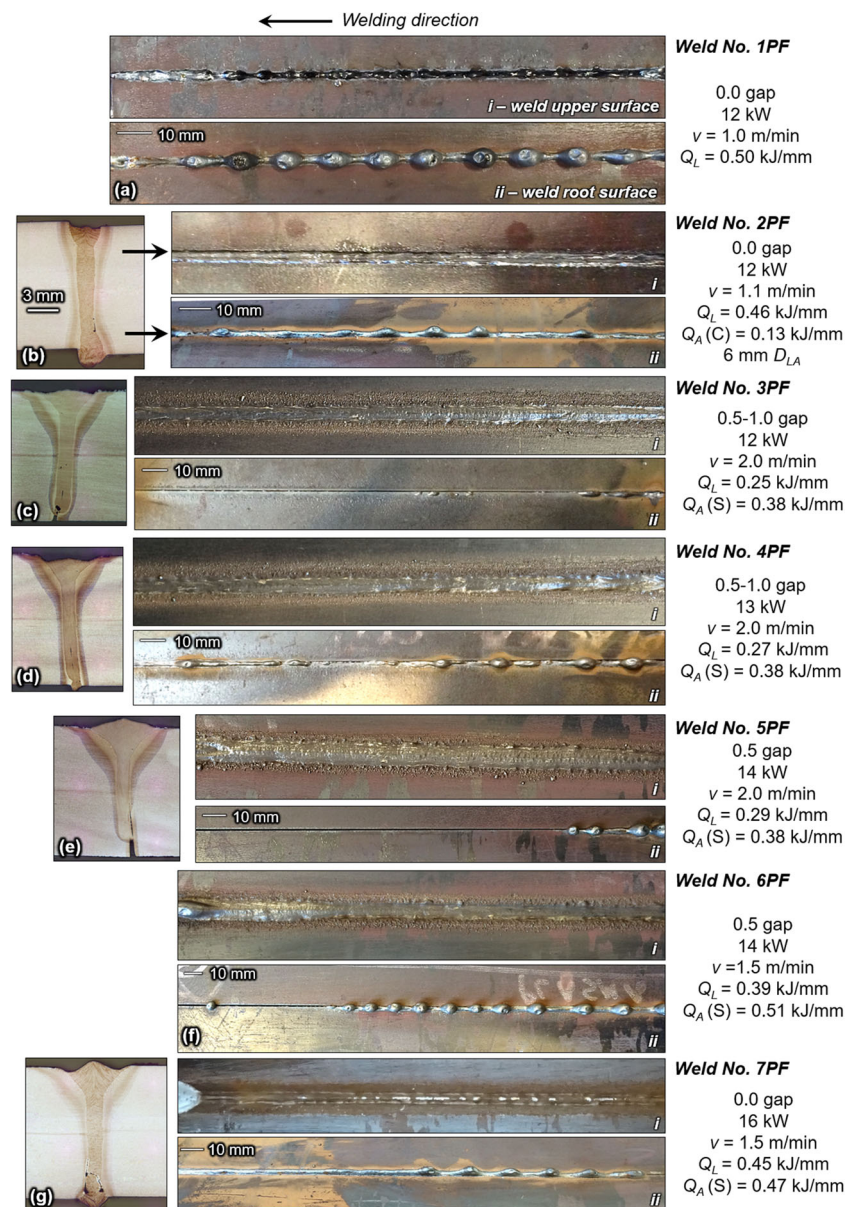 Welding direction
Weld No. 1PF
0.0 gap
12 kW
v = 1.0 m/min
Q_L = 0.50 kJ/mm
i – weld upper surface
10 mm
ii – weld root surface
(a)
Weld No. 2PF
0.0 gap
12 kW
v = 1.1 m/min
Q_L = 0.46 kJ/mm
Q_A (C) = 0.13 kJ/mm
6 mm D_LA
3 mm
i
10 mm
ii
(b)
Weld No. 3PF
0.5-1.0 gap
12 kW
v = 2.0 m/min
Q_L = 0.25 kJ/mm
Q_A (S) = 0.38 kJ/mm
i
10 mm
ii
(c)
Weld No. 4PF
0.5-1.0 gap
13 kW
v = 2.0 m/min
Q_L = 0.27 kJ/mm
Q_A (S) = 0.38 kJ/mm
i
10 mm
ii
(d)
Weld No. 5PF
0.5 gap
14 kW
v = 2.0 m/min
Q_L = 0.29 kJ/mm
Q_A (S) = 0.38 kJ/mm
i
10 mm
ii
(e)
Weld No. 6PF
0.5 gap
14 kW
v =1.5 m/min
Q_L = 0.39 kJ/mm
Q_A (S) = 0.51 kJ/mm
i
10 mm
ii
(f)
Weld No. 7PF
0.0 gap
16 kW
v = 1.5 m/min
Q_L = 0.45 kJ/mm
Q_A (S) = 0.47 kJ/mm
i
10 mm
ii
(g)